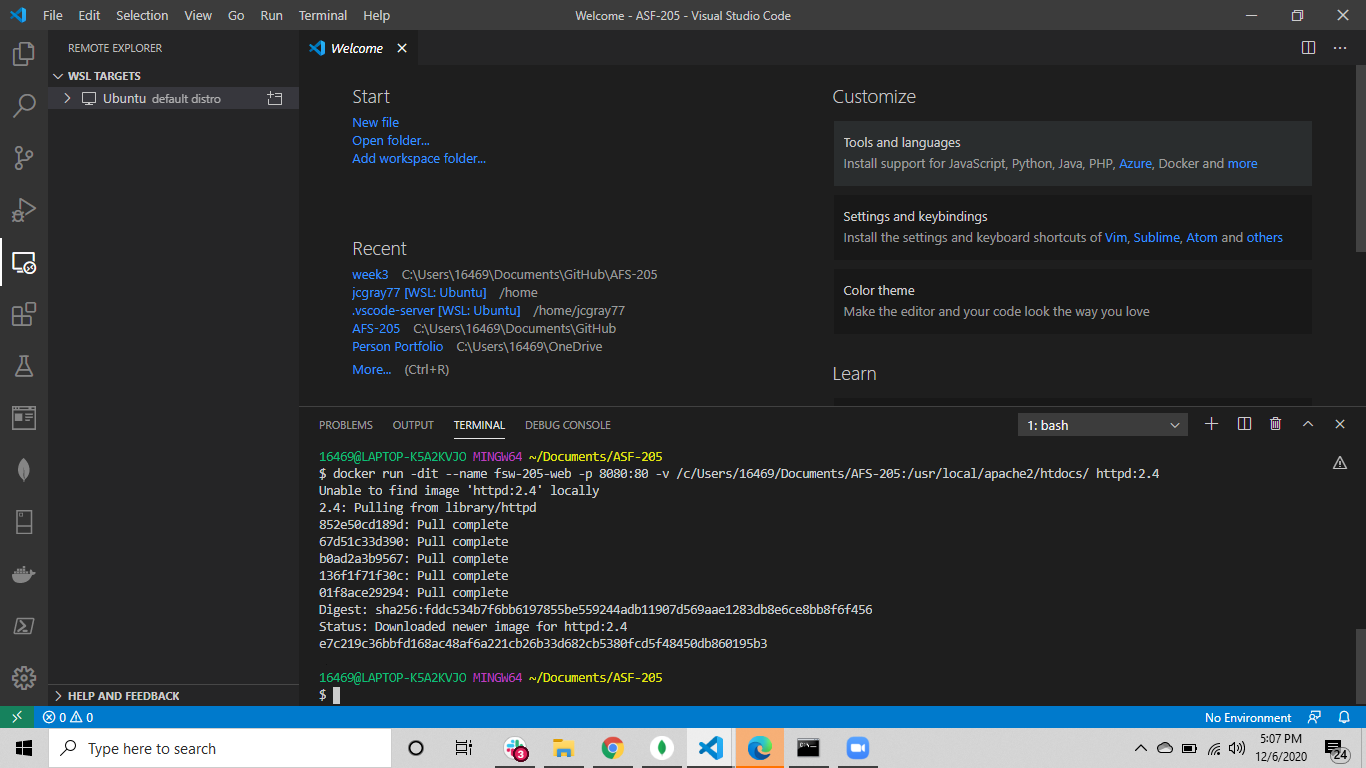 File Edit Selection View Go Run Terminal Help
Welcome - ASF-205 - Visual Studio Code
REMOTE EXPLORER
WSL TARGETS
Ubuntu default distro
HELP AND FEEDBACK
Welcome
Start
New file
Open folder...
Add workspace folder...
Recent
week3 C:\Users\16469\Documents\GitHub\AFS-205
jcgray77 [WSL: Ubuntu] /home
.vscode-server [WSL: Ubuntu] /home/jcgray77
AFS-205 C:\Users\16469\Documents\GitHub
Person Portfolio C:\Users\16469\OneDrive
More... (Ctrl+R)
Customize
Tools and languages
Install support for JavaScript, Python, Java, PHP, Azure, Docker and more
Settings and keybindings
Install the settings and keyboard shortcuts of Vim, Sublime, Atom and others
Color theme
Make the editor and your code look the way you love
Learn
PROBLEMS OUTPUT TERMINAL DEBUG CONSOLE
1: bash
16469@LAPTOP-K5A2KVJO MINGW64 ~/Documents/ASF-205
$ docker run -dit --name fsw-205-web -p 8080:80 -v /c/Users/16469/Documents/AFS-205:/usr/local/apache2/htdocs/ httpd:2.4
Unable to find image 'httpd:2.4' locally
2.4: Pulling from library/httpd
852e50cd189d: Pull complete
67d51c33d390: Pull complete
b0ad2a3b9567: Pull complete
136f1f71f30c: Pull complete
01f8ace29294: Pull complete
Digest: sha256:fddc534b7f6bb6197855be559244adb11907d569aae1283db8e6ce8bb8f6f456
Status: Downloaded newer image for httpd:2.4
e7c219c36bbfd168ac48af6a221cb26b33d682cb5380fcd5f48450db860195b3
16469@LAPTOP-K5A2KVJO MINGW64 ~/Documents/ASF-205
$
0 0
No Environment
Type here to search
3
5:07 PM
12/6/2020
24